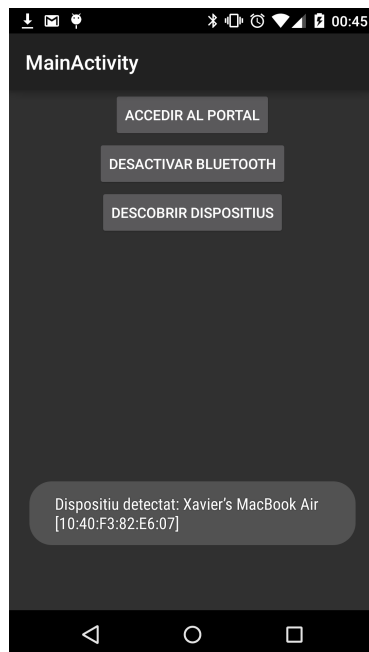 00:45
MainActivity
ACCEDIR AL PORTAL
DESACTIVAR BLUETOOTH
DESCOBRIR DISPOSITIUS
Dispositiu detectat: Xavier's MacBook Air
[10:40:F3:82:E6:07]